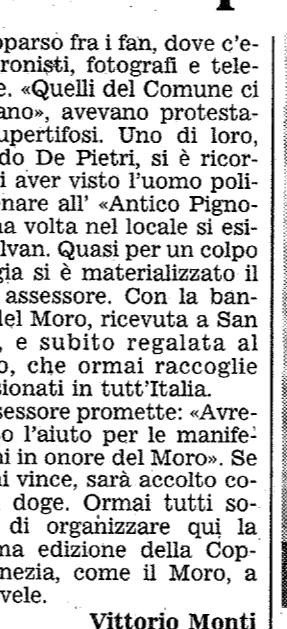 pparso fra i fan, dove c'e-
ronisti, fotografi e tele-
e. «Quelli del Comune ci
ano», avevano protesta-
upertifosi. Uno di loro,
do De Pietri, si è ricor-
i aver visto l'uomo poli-
enare all' «Antico Pigno-
na volta nel locale si esi-
lvan. Quasi per un colpo
gia si è materializzato il
assessore. Con la ban-
del Moro, ricevuta a San
, e subito regalata al
o, che ormai raccoglie
sionati in tutt'Italia.
sessore promette: «Avre-
o l'aiuto per le manife-
ni in onore del Moro». Se
ni vince, sarà accolto co-
doge. Ormai tutti so-
di organizzare qui la
ma edizione della Cop-
nezia, come il Moro, a
vele.
Vittorio Monti